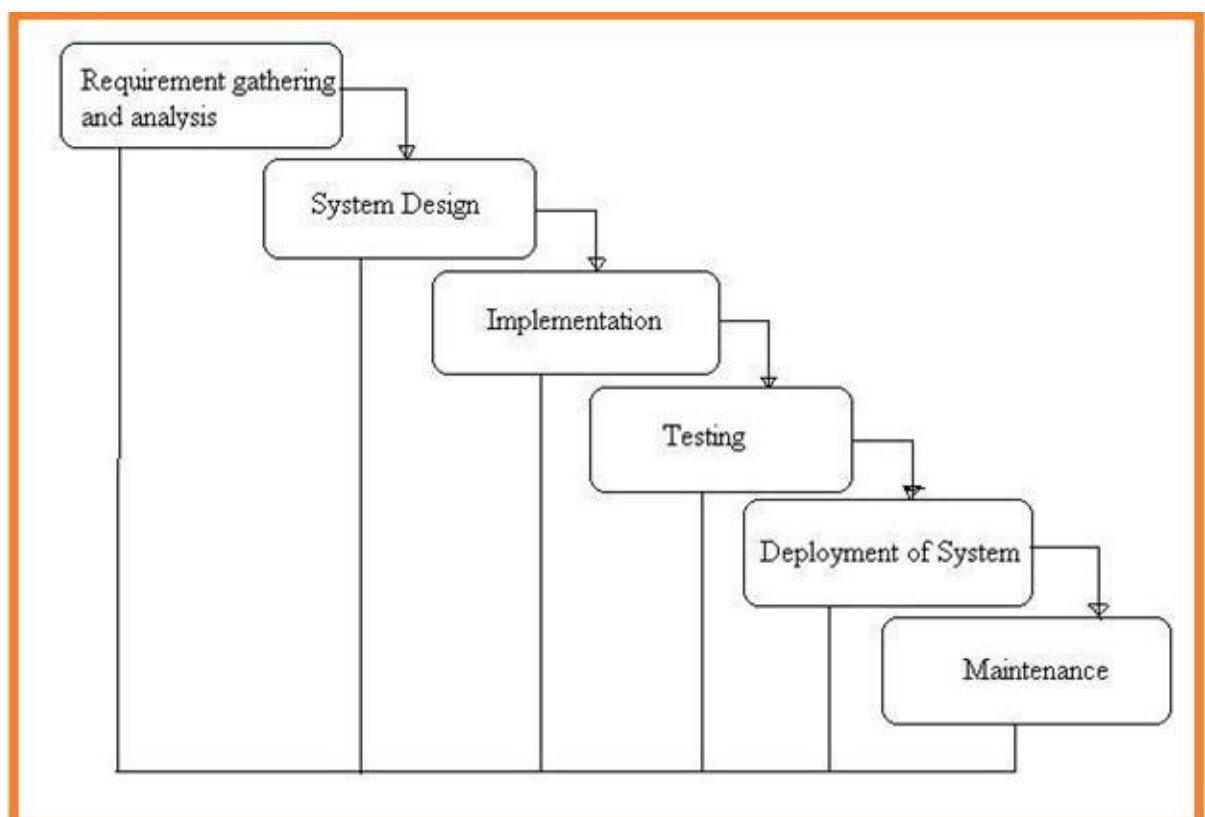 Requirement gathering
and analysis
System Design
Implementation
Testing
Deployment of System
Maintenance